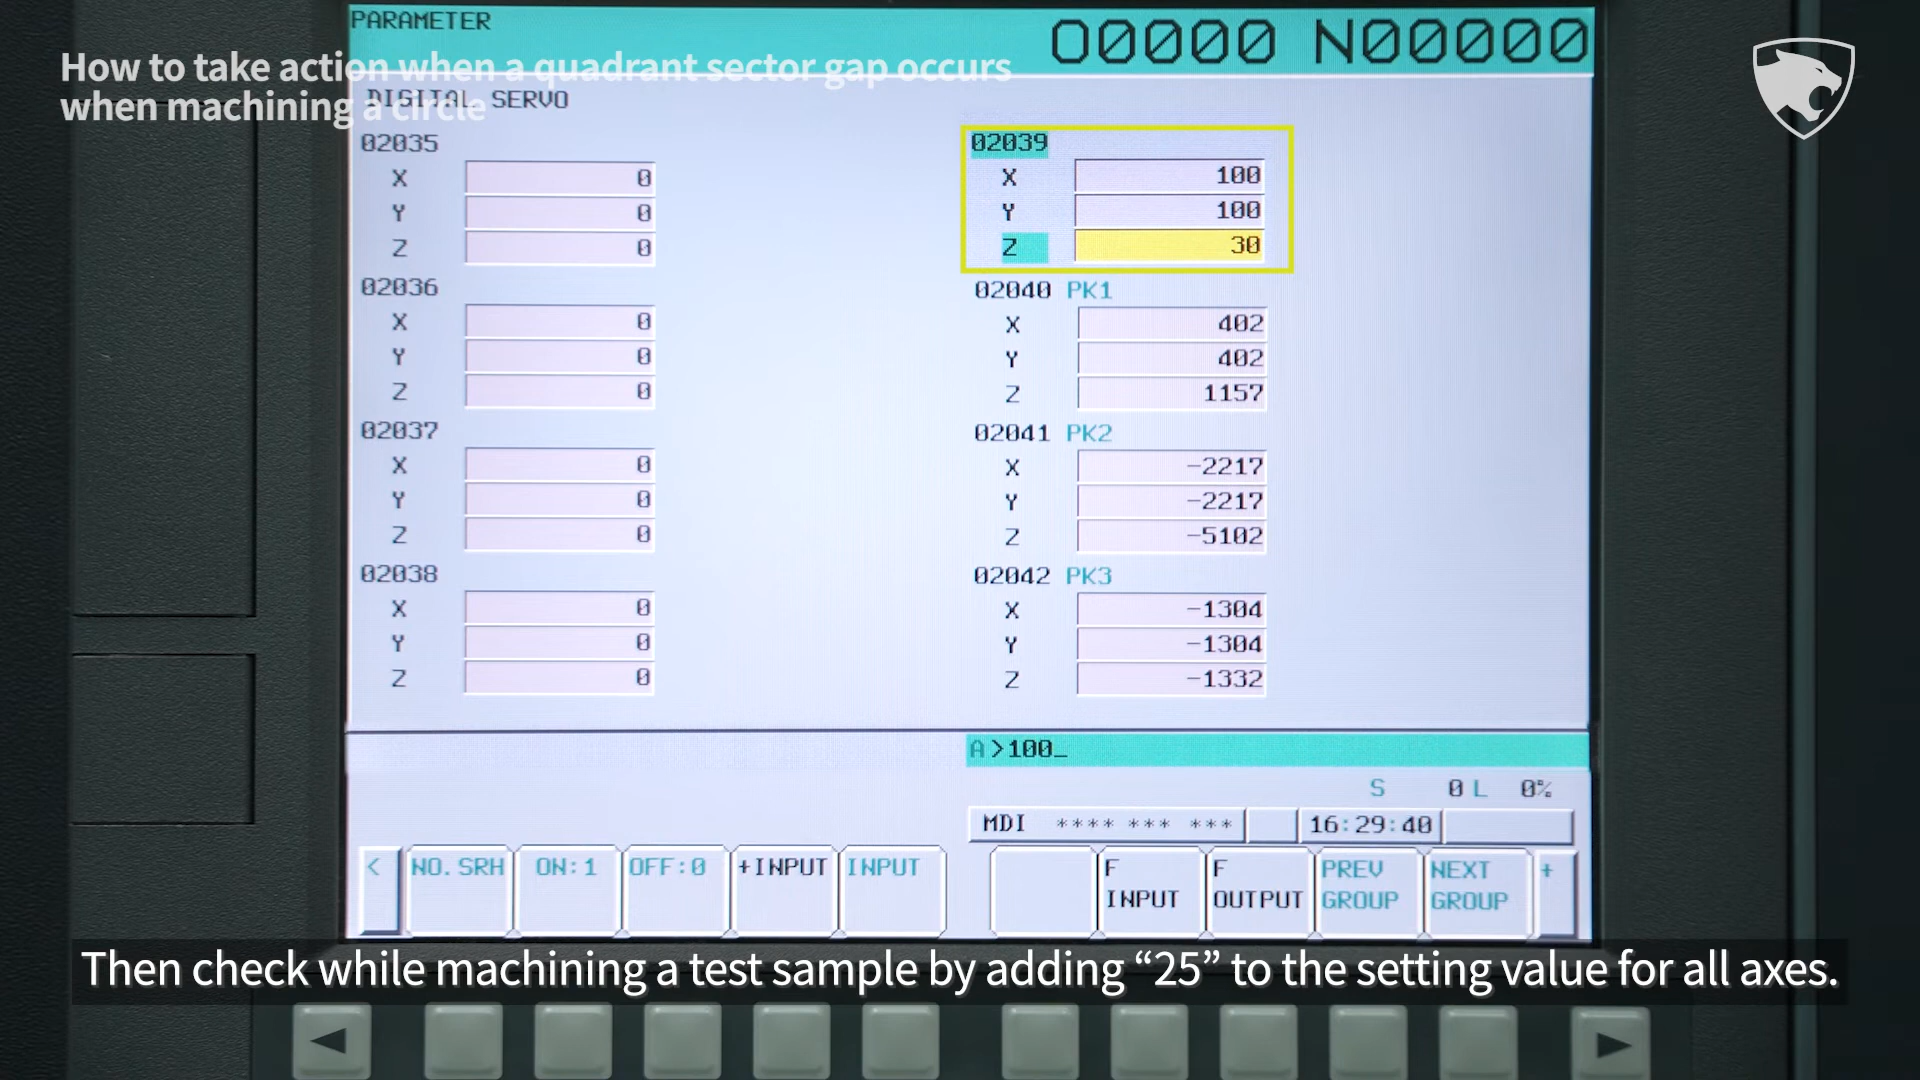 PARAMETER
O0000 N00000
How to take action when a quadrant sector gap occurs
when machining a circle
DIGITAL SERVO
02035
X 0
Y 0
Z 0
02036
X 0
Y 0
Z 0
02037
X 0
Y 0
Z 0
02038
X 0
Y 0
Z 0
02039
X 100
Y 100
Z 30
02040 PK1
X 402
Y 402
Z 1157
02041 PK2
X -2217
Y -2217
Z -5102
02042 PK3
X -1304
Y -1304
Z -1332
A>100_
S 0 L 0%
MDI **** *** *** 16:29:40
< NO.SRH ON:1 OFF:0 +INPUT INPUT
F INPUT
F OUTPUT
PREV GROUP
NEXT GROUP
+
Then check while machining a test sample by adding “25” to the setting value for all axes.